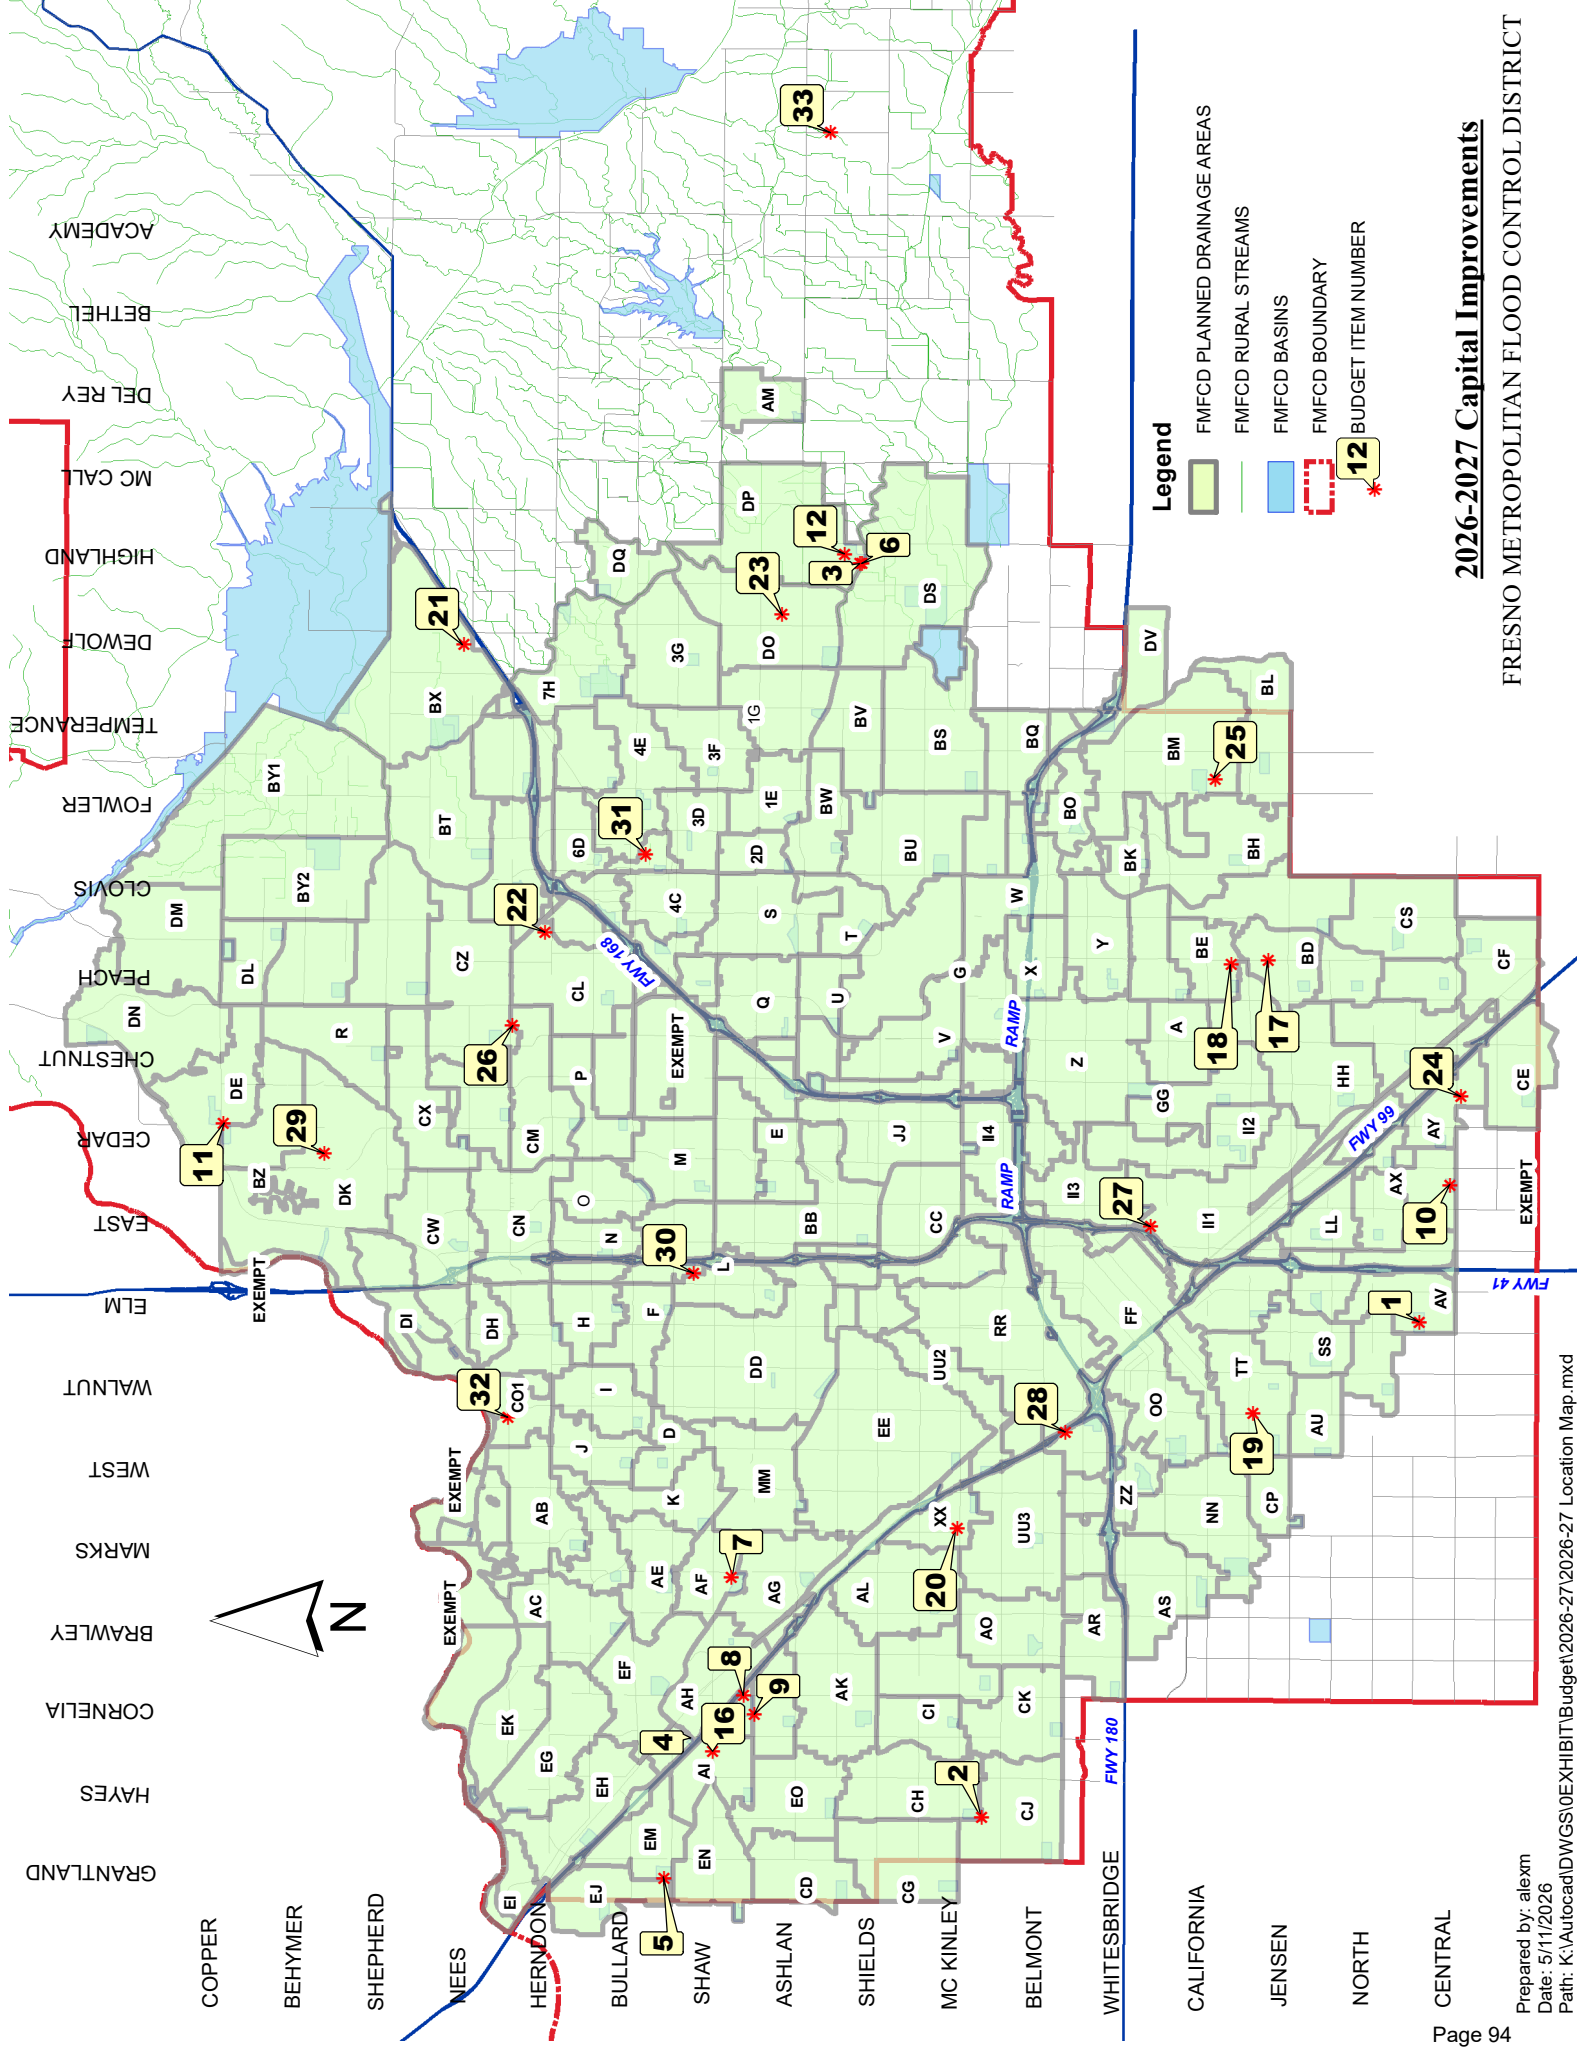 2026-2027 Capital Improvements
FRESNO METROPOLITAN FLOOD CONTROL DISTRICT
Legend
FMFCD PLANNED DRAINAGE AREAS
FMFCD RURAL STREAMS
FMFCD BASINS
FMFCD BOUNDARY
12
BUDGET ITEM NUMBER
N
GRANTLAND
HAYES
CORNELIA
BRAWLEY
MARKS
WEST
WALNUT
ELM
EAST
CEDAR
CHESTNUT
PEACH
CLOVIS
FOWLER
TEMPERANCE
DEWOLF
HIGHLAND
MC CALL
DEL REY
BETHEL
ACADEMY
COPPER
BEHYMER
SHEPHERD
NEES
HERNDON
BULLARD
SHAW
ASHLAN
SHIELDS
MC KINLEY
BELMONT
WHITESBRIDGE
CALIFORNIA
JENSEN
NORTH
CENTRAL
FWY 168
FWY 180
FWY 99
FWY 41
RAMP
RAMP
EXEMPT
EXEMPT
EXEMPT
EXEMPT
EXEMPT
1
2
3
4
5
6
7
8
9
10
11
12
16
17
18
19
20
21
22
23
24
25
26
27
28
29
30
31
32
33
DN
DM
DL
DE
BZ
DK
R
BY2
BY1
BX
BT
CZ
CX
CW
CN
CM
CL
P
O
N
M
DI
DH
H
F
L
CO1
I
J
D
K
AB
AC
AE
AF
AG
MM
DD
EE
EK
EG
EH
EF
AH
AI
EI
EJ
EM
EN
EO
CD
CG
CH
CI
CJ
CK
AK
AL
AO
AR
AS
XX
UU3
UU2
RR
ZZ
OO
NN
CP
AU
TT
SS
FF
AV
LL
AX
AY
II1
II2
II3
II4
GG
HH
CC
BB
JJ
E
Q
U
T
S
V
G
W
X
Y
Z
A
BE
BD
CS
CF
CE
BK
BH
BO
BM
BL
BQ
DV
BS
BU
BV
BW
1E
2D
3D
6D
4C
4E
3F
1G
3G
7H
DQ
DO
DP
DS
AM
Prepared by: alexm
Date: 5/11/2026
Path: K:\Autocad\DWGS\0EXHIBIT\Budget\2026-27\2026-27 Location Map.mxd
Page 94